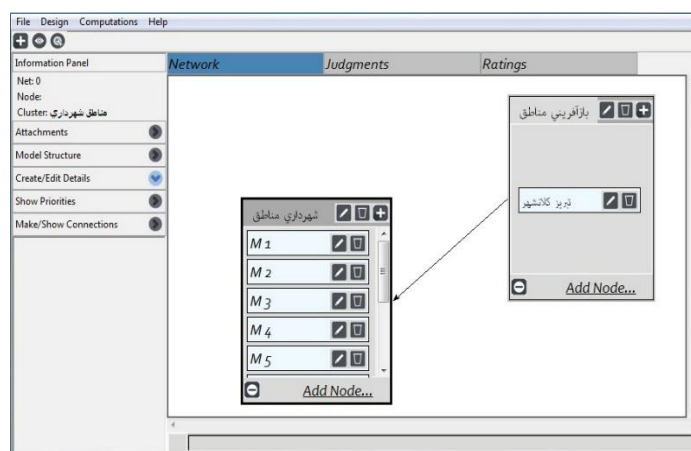 File Design Computations Help
Information Panel
Network Judgments Ratings
Net: 0
Node:
Cluster: مناطق شهرداري
Attachments
Model Structure
Create/Edit Details
Show Priorities
Make/Show Connections
بازآفريني مناطق
تبريز كلانشهر
Add Node...
شهرداري مناطق
M 1
M 2
M 3
M 4
M 5
Add Node...